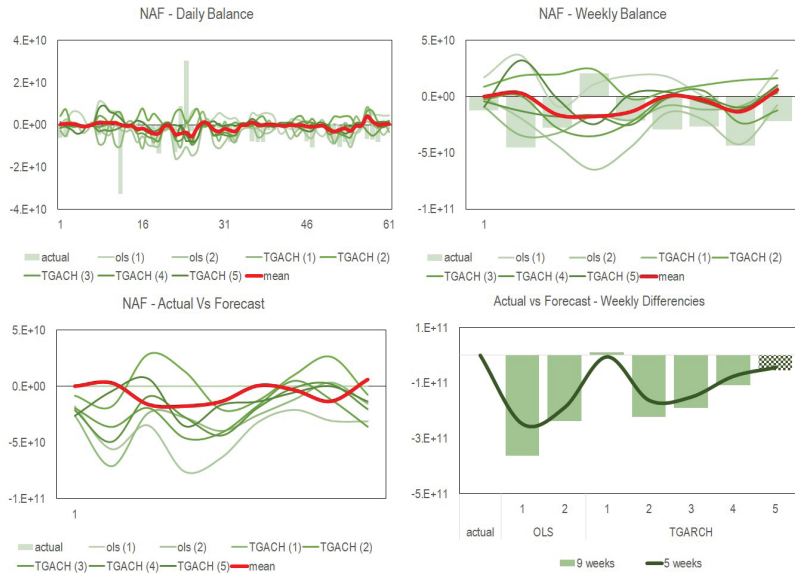 NAF - Daily Balance
4.E+10
2.E+10
0.E+00
-2.E+10
-4.E+10
1 16 31 46 61
actual ols (1) ols (2) TGACH (1) TGACH (2)
TGACH (3) TGACH (4) TGACH (5) mean
NAF - Weekly Balance
1.E+11
5.E+10
0.E+00
-5.E+10
-1.E+11
1
actual ols (1) ols (2) TGACH (1) TGACH (2)
TGACH (3) TGACH (4) TGACH (5) mean
NAF - Actual Vs Forecast
5.E+10
0.E+00
-5.E+10
-1.E+11
1
actual ols (1) ols (2) TGACH (1) TGACH (2)
TGACH (3) TGACH (4) TGACH (5) mean
Actual vs Forecast - Weekly Differencies
1.E+11
-1.E+11
-3.E+11
-5.E+11
1 2 1 2 3 4 5
actual OLS TGARCH
9 weeks 5 weeks